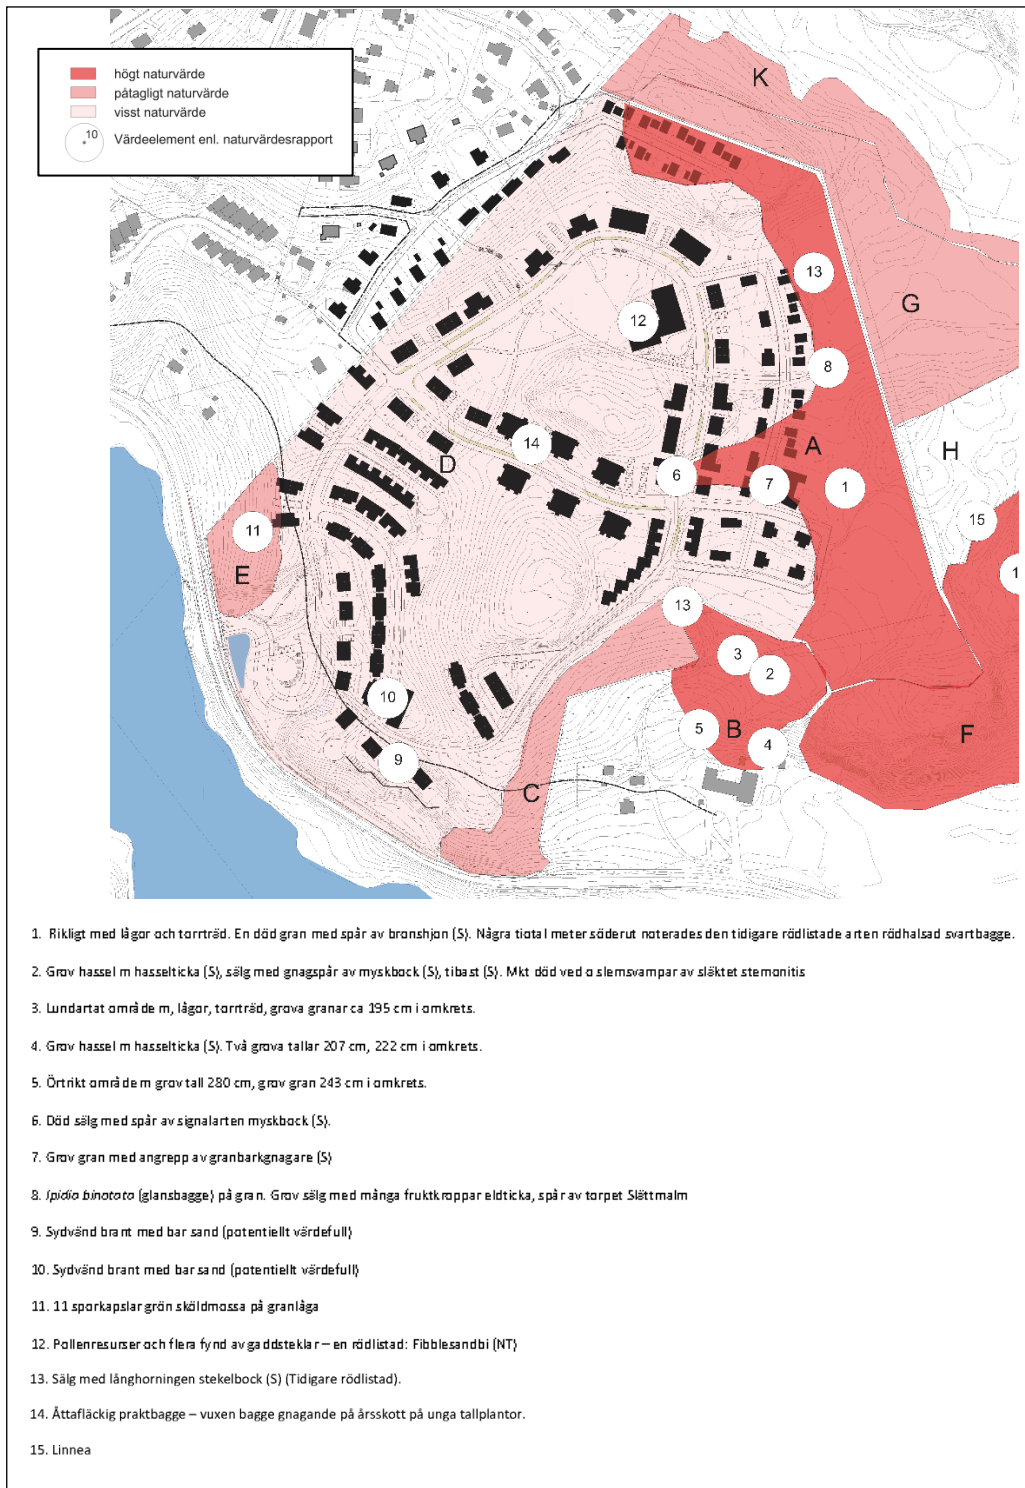 högt naturvärde
påtagligt naturvärde
visst naturvärde
10 Värdeelement enl. naturvärdesrapport
K
13
G
12
8
14
D
A
H
6
7
1
15
11
E
1
13
3
2
10
5
B
4
F
9
C
1. Rikligt med lågor och torrträd. En död gran med spår av bronshjon (S). Några tiotal meter söderut noterades den tidigare rödlistade arten rödhalsad svartbagge.
2. Grov hassel m hasselticka (S), sälg med gnagspår av myskbock (S), tibast (S). Mkt död ved o slemsvampar av släktet stemonitis
3. Lundartat område m, lågor, torrträd, grova granar ca 195 cm i omkrets.
4. Grov hassel m hasselticka (S). Två grova tallar 207 cm, 222 cm i omkrets.
5. Örtrikt område m grov tall 280 cm, grov gran 243 cm i omkrets.
6. Död sälg med spår av signalarten myskbock (S).
7. Grov gran med angrepp av granbarkgnagare (S)
8. Ipidia binotata (glansbagge) på gran. Grov sälg med många fruktkroppar eldticka, spår av torpet Slättmalm
9. Sydvänd brant med bar sand (potentiellt värdefull)
10. Sydvänd brant med bar sand (potentiellt värdefull)
11. 11 sporkapslar grön sköldmossa på granlåga
12. Pollenresurser och flera fynd av gaddsteklar – en rödlistad: Fibblesandbi (NT)
13. Sälg med långhorningen stekelbock (S) (Tidigare rödlistad).
14. Åttafläckig praktbagge – vuxen bagge gnagande på årsskott på unga tallplantor.
15. Linnea